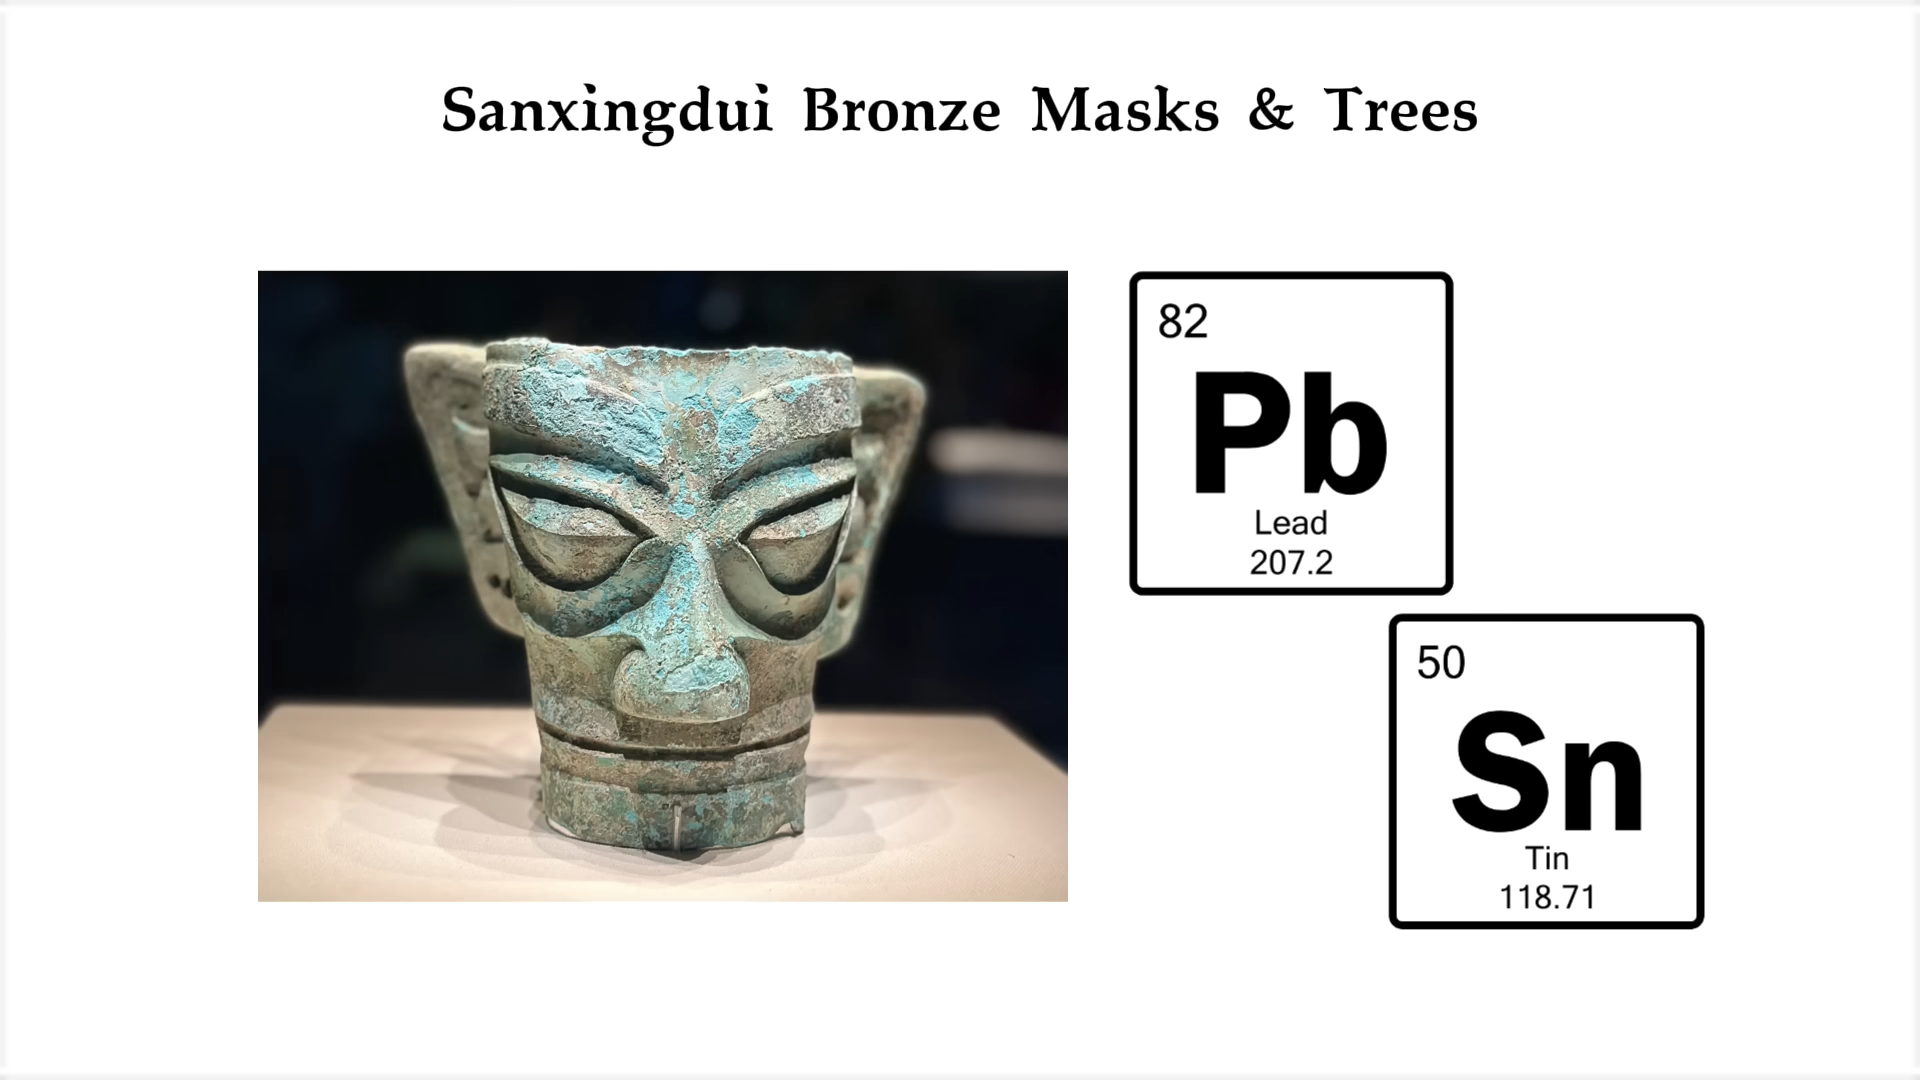 Sanxingdui Bronze Masks & Trees
82
Pb
Lead
207.2
50
Sn
Tin
118.71